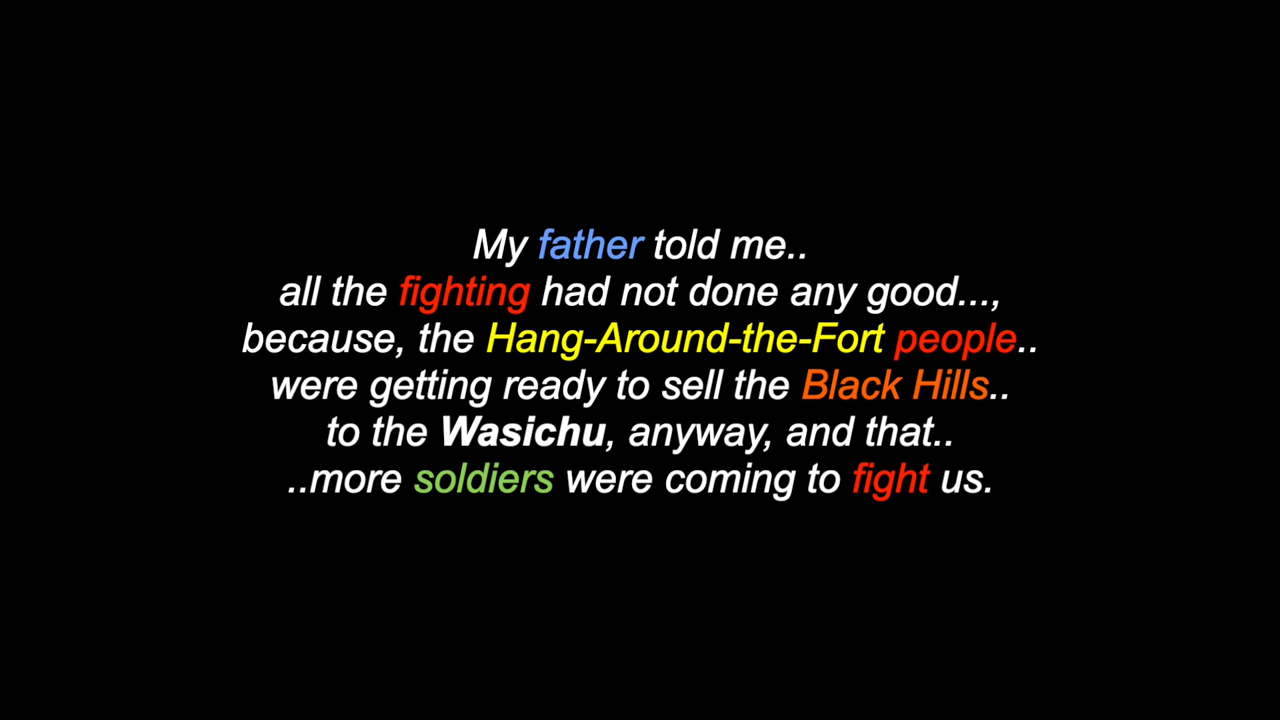 My father told me..
all the fighting had not done any good...,
because, the Hang-Around-the-Fort people..
were getting ready to sell the Black Hills..
to the Wasichu, anyway, and that..
..more soldiers were coming to fight us.